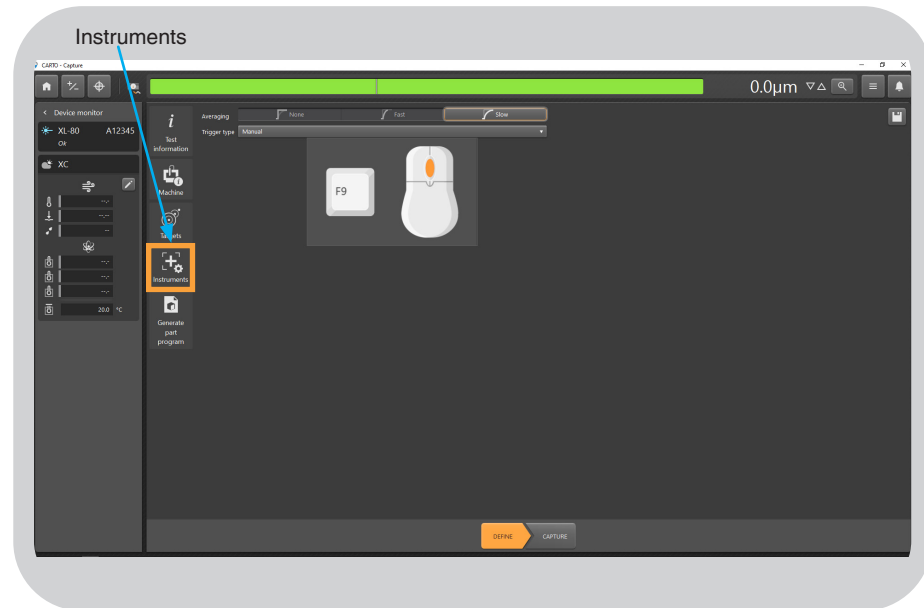 Instruments
CARTO - Capture
0.0µm
Device monitor
XL-80 A12345
Ok
XC
--.-
--.--
--
--.-
--.-
--.-
20.0 °C
Test
information
Machine
Targets
Instruments
Generate
part
program
Averaging None Fast Slow
Trigger type Manual
F9
DEFINE CAPTURE